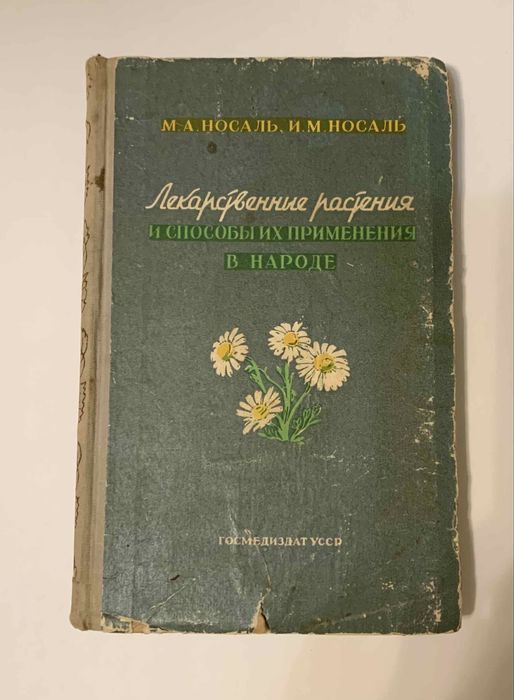 М. А. НОСАЛЬ, И. М. НОСАЛЬ
Лекарственные растения
И СПОСОБЫ ИХ ПРИМЕНЕНИЯ
В НАРОДЕ
ГОСМЕДИЗДАТ УССР